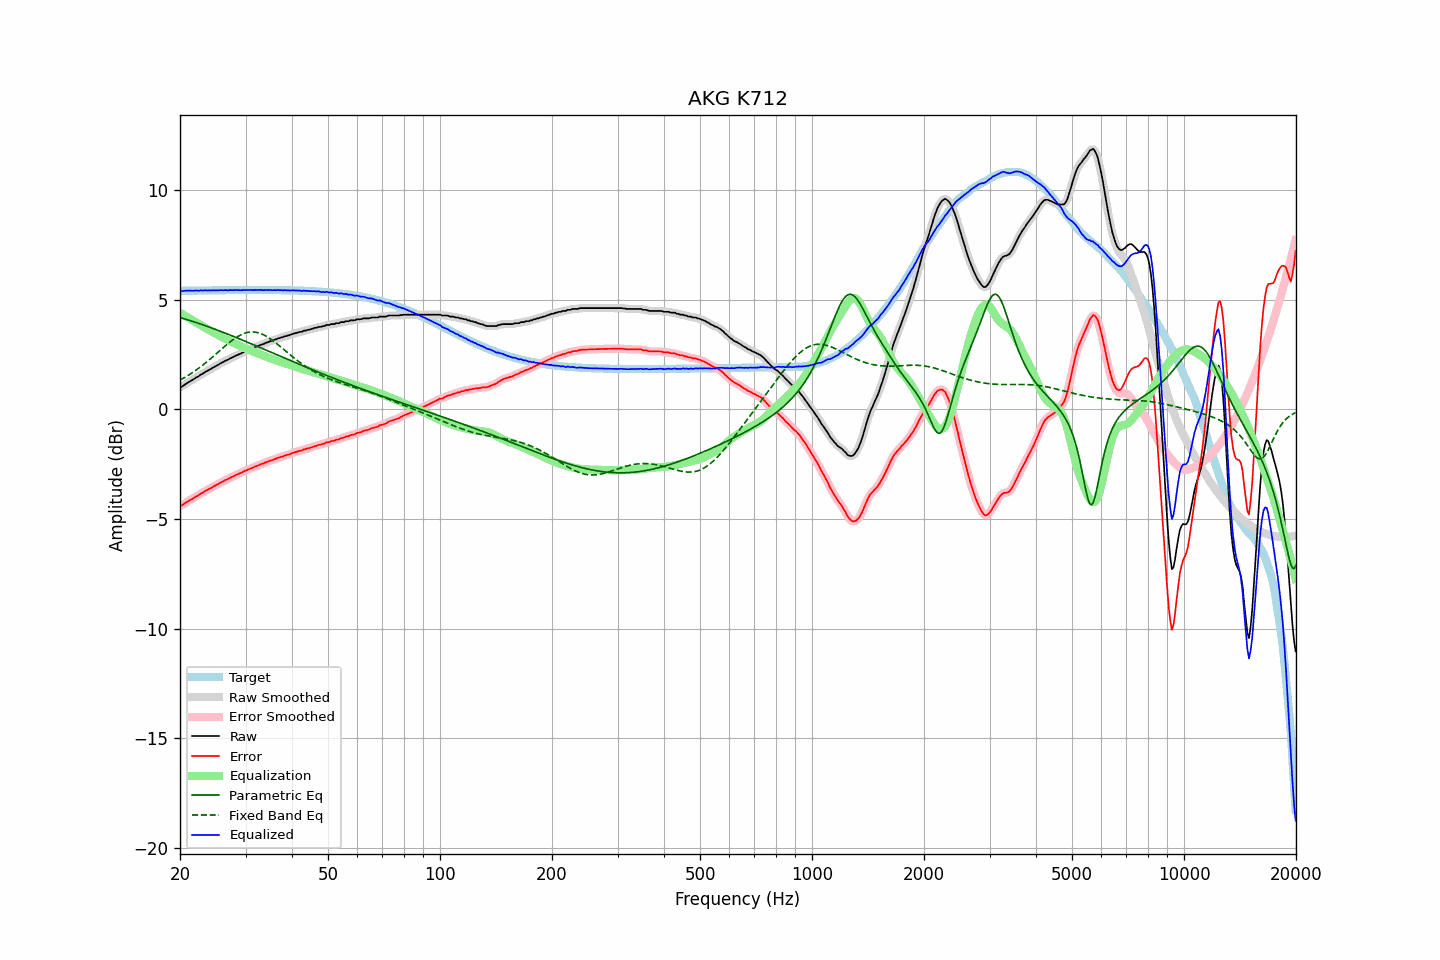 AKG K712
Amplitude (dBr)
10
5
0
−5
−10
−15
−20
Target
Raw Smoothed
Error Smoothed
Raw
Error
Equalization
Parametric Eq
Fixed Band Eq
Equalized
20 50 100 200 500 1000 2000 5000 10000 20000
Frequency (Hz)